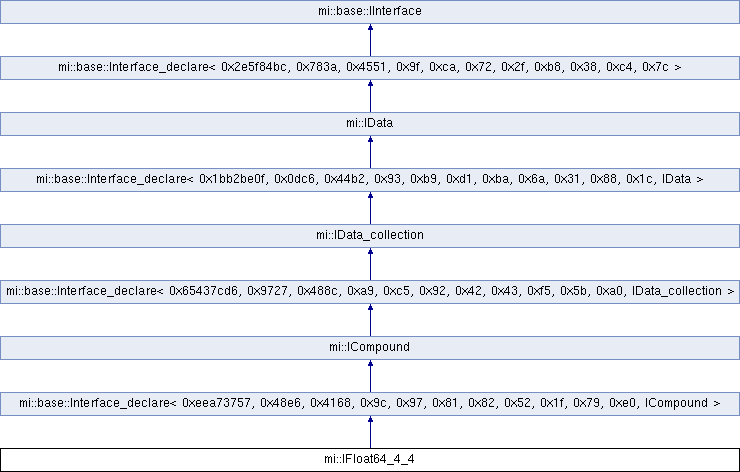 mi::base::IInterface
mi::base::Interface_declare< 0x2e5f84bc, 0x783a, 0x4551, 0x9f, 0xca, 0x72, 0x2f, 0xb8, 0x38, 0xc4, 0x7c >
mi::IData
mi::base::Interface_declare< 0x1bb2be0f, 0x0dc6, 0x44b2, 0x93, 0xb9, 0xd1, 0xba, 0x6a, 0x31, 0x88, 0x1c, IData >
mi::IData_collection
mi::base::Interface_declare< 0x65437cd6, 0x9727, 0x488c, 0xa9, 0xc5, 0x92, 0x42, 0x43, 0xf5, 0x5b, 0xa0, IData_collection >
mi::ICompound
mi::base::Interface_declare< 0xeea73757, 0x48e6, 0x4168, 0x9c, 0x97, 0x81, 0x82, 0x52, 0x1f, 0x79, 0xe0, ICompound >
mi::IFloat64_4_4